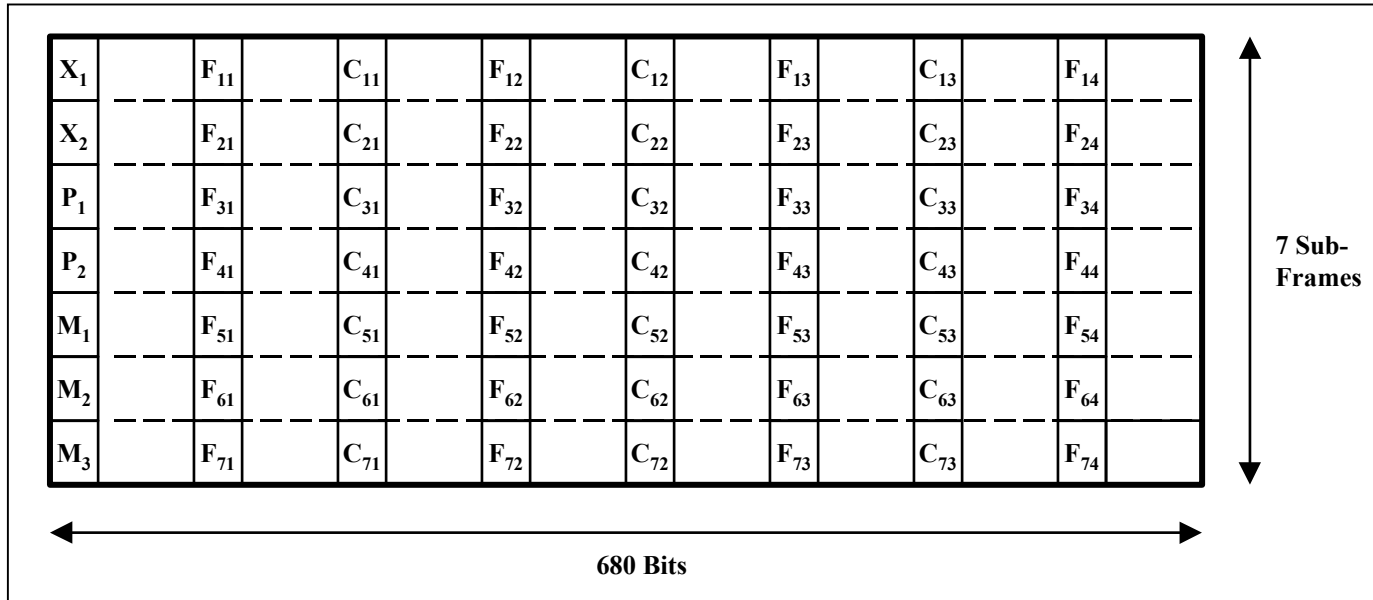 X₁ F₁₁ C₁₁ F₁₂ C₁₂ F₁₃ C₁₃ F₁₄
X₂ F₂₁ C₂₁ F₂₂ C₂₂ F₂₃ C₂₃ F₂₄
P₁ F₃₁ C₃₁ F₃₂ C₃₂ F₃₃ C₃₃ F₃₄
P₂ F₄₁ C₄₁ F₄₂ C₄₂ F₄₃ C₄₃ F₄₄
M₁ F₅₁ C₅₁ F₅₂ C₅₂ F₅₃ C₅₃ F₅₄
M₂ F₆₁ C₆₁ F₆₂ C₆₂ F₆₃ C₆₃ F₆₄
M₃ F₇₁ C₇₁ F₇₂ C₇₂ F₇₃ C₇₃ F₇₄
7 Sub-
Frames
680 Bits